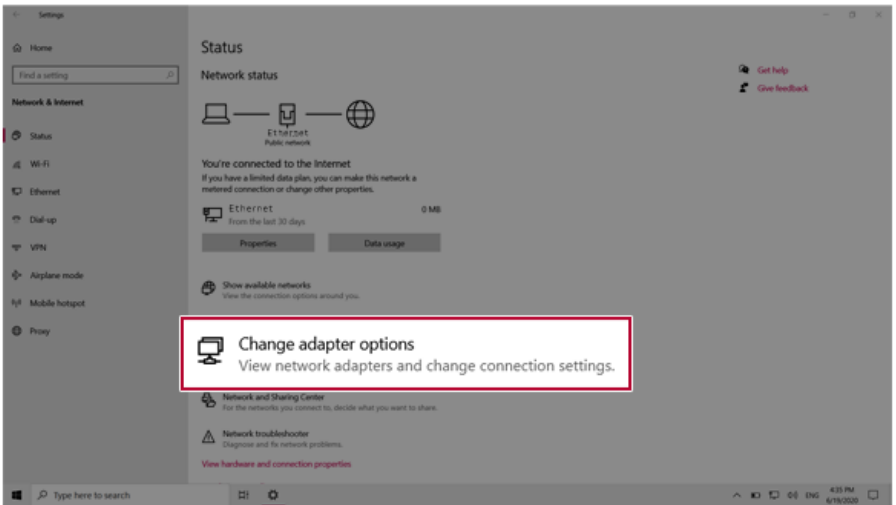 Settings
Home
Find a setting
Network & Internet
Status
Wi-Fi
Ethernet
Dial-up
VPN
Airplane mode
Mobile hotspot
Proxy
Status
Network status
Ethernet
Public network
You're connected to the Internet
If you have a limited data plan, you can make this network a
metered connection or change other properties.
Ethernet
0 MB
From the last 30 days
Properties
Data usage
Show available networks
View the connection options around you.
Change adapter options
View network adapters and change connection settings.
Network and Sharing Center
For the networks you connect to, decide what you want to share.
Network troubleshooter
Diagnose and fix network problems.
View hardware and connection properties
Get help
Give feedback
Type here to search
ENG
4:35 PM
6/19/2020